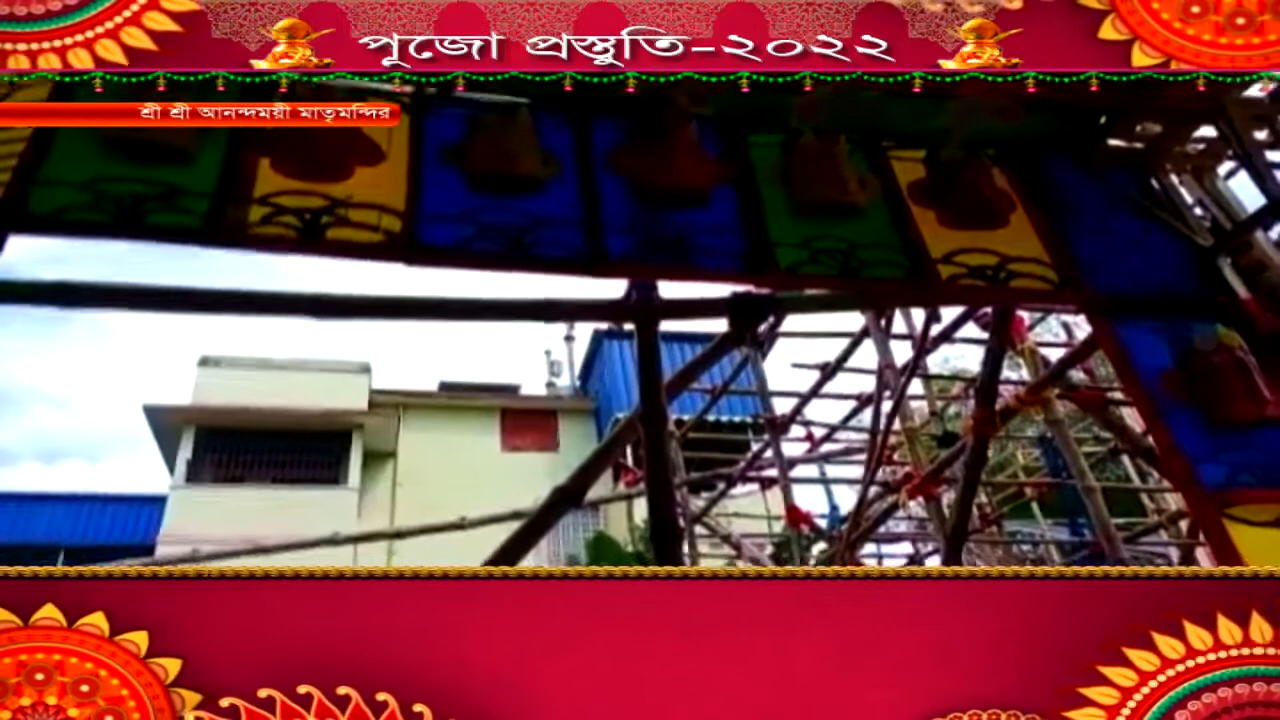 পূজো প্রস্তুতি-২০২২
শ্রী শ্রী আনন্দময়ী মাতৃমন্দির